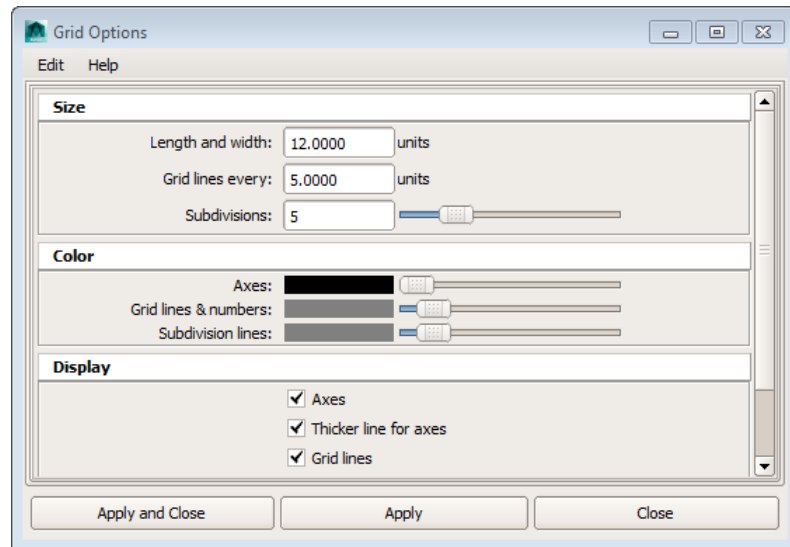 Grid Options
Edit Help
Size
Length and width: 12.0000 units
Grid lines every: 5.0000 units
Subdivisions: 5
Color
Axes:
Grid lines & numbers:
Subdivision lines:
Display
Axes
Thicker line for axes
Grid lines
Apply and Close Apply Close